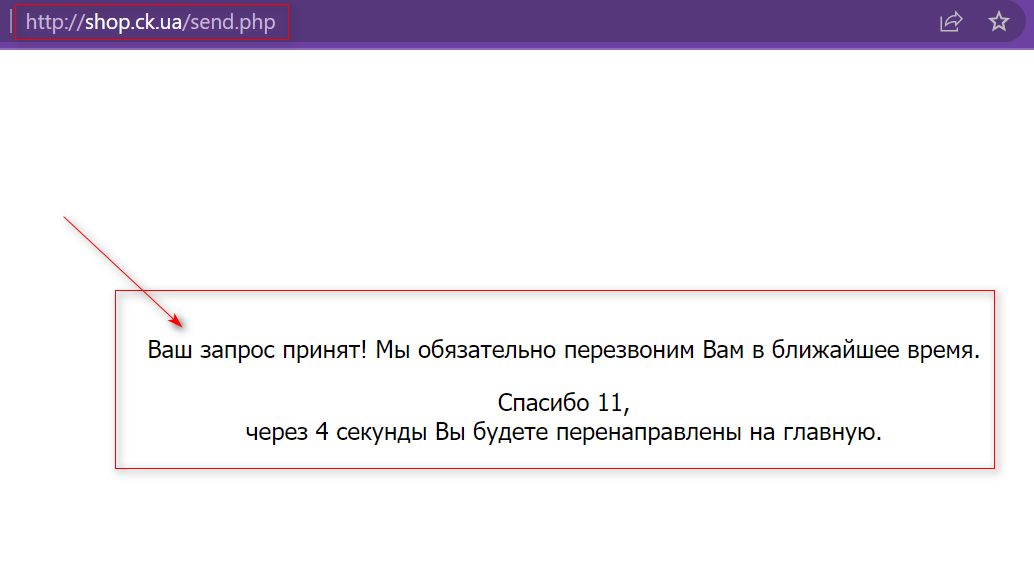 http://shop.ck.ua/send.php
Ваш запрос принят! Мы обязательно перезвоним Вам в ближайшее время.
Спасибо 11,
через 4 секунды Вы будете перенаправлены на главную.